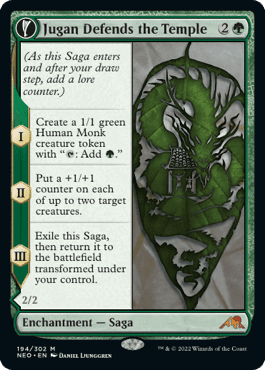 Jugan Defends the Temple 2
(As this Saga enters
and after your draw
step, add a lore
counter.)
I
Create a 1/1 green
Human Monk
creature token
with “: Add .”
II
Put a +1/+1
counter on each
of up to two target
creatures.
III
Exile this Saga,
then return it to
the battlefield
transformed under
your control.
2/2
Enchantment — Saga
194/302 M
NEO • EN Daniel Ljunggren
™ & © 2022 Wizards of the Coast